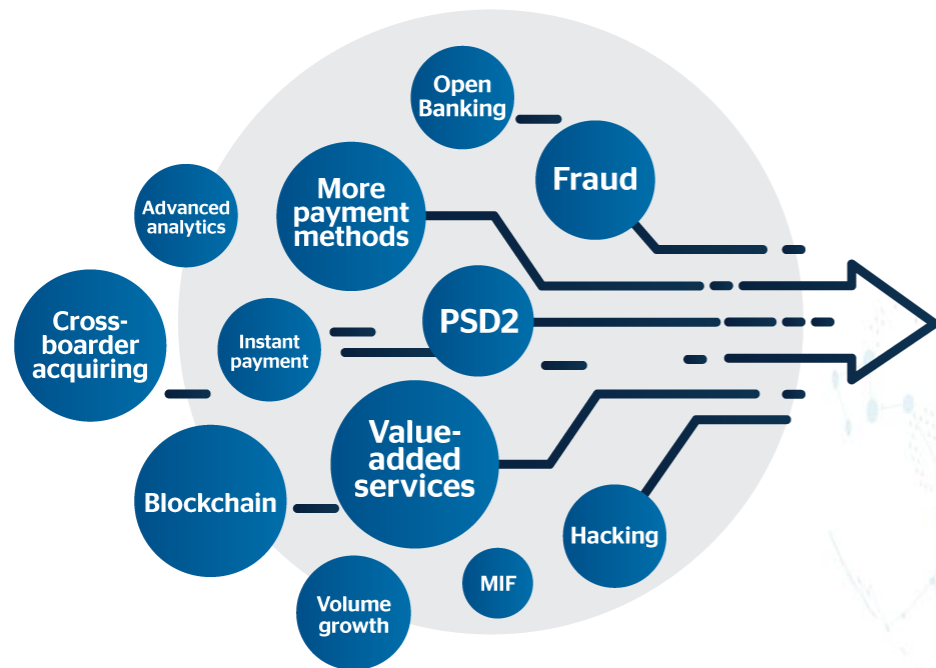 Open
Banking
Fraud
More
payment
methods
Advanced
analytics
PSD2
Cross-
boarder
acquiring
Instant
payment
Value-
added
services
Blockchain
Hacking
MIF
Volume
growth